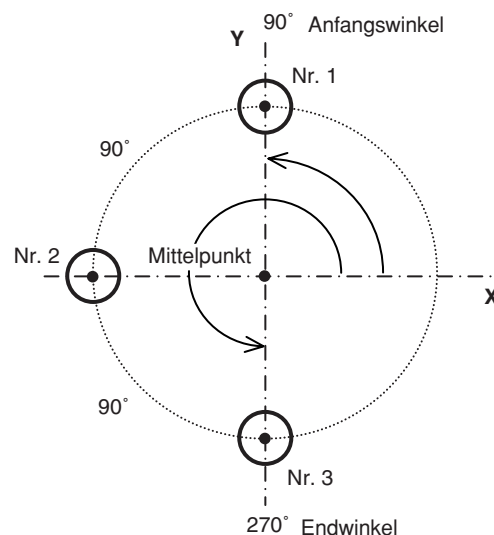 Y 90° Anfangswinkel
Nr. 1
90°
Nr. 2 Mittelpunkt
X
90°
Nr. 3
270° Endwinkel